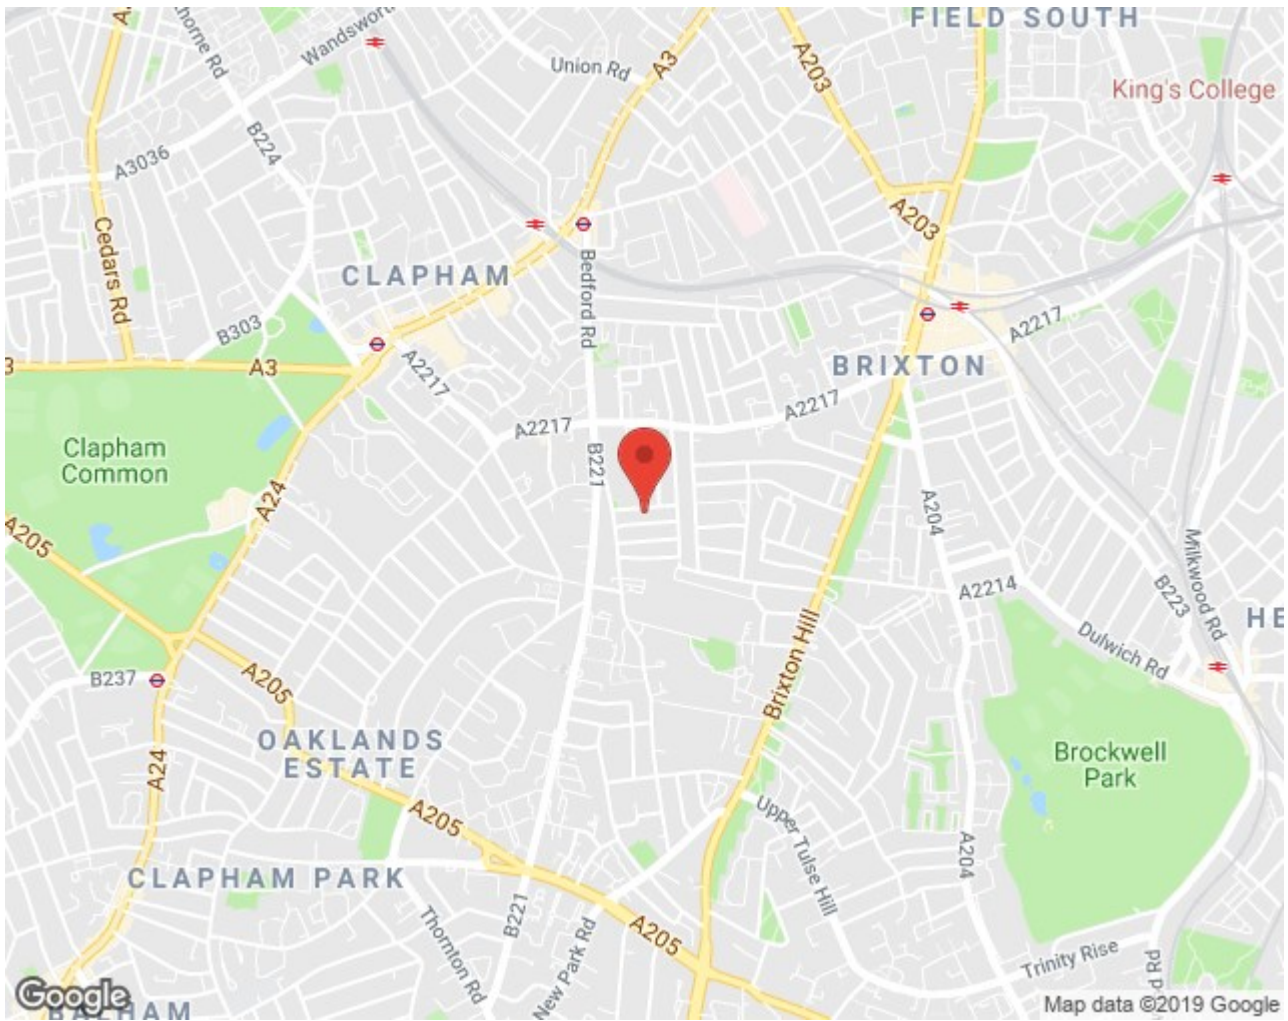 FIELD SOUTH
Wandsworth
Union Rd
A3
A203
King's College
B224
A3036
Cedars Rd
A203
CLAPHAM
Bedford Rd
B303
A2217
A3
A2217
BRIXTON
A2217
A2217
Clapham
Common
B221
A24
A205
A204
Milkwood Rd
A2214
B223
HE
Dulwich Rd
Brixton Hill
B237
A205
OAKLANDS
ESTATE
A24
Brockwell
Park
A205
Upper Tulse Hill
A204
CLAPHAM PARK
B221
Thornton Rd
New Park Rd
A205
Trinity Rise
Google
BALHAM
Map data ©2019 Google